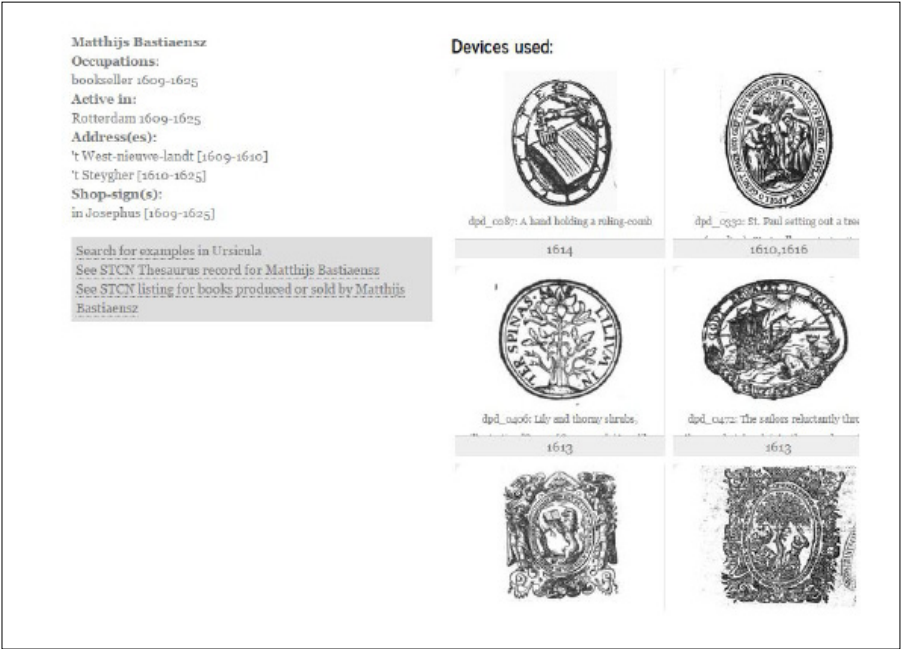 Matthijs Bastiaensz
Occupations:
bookseller 1609-1625
Active in:
Rotterdam 1609-1625
Address(es):
't West-nieuwe-landt [1609-1610]
't Steygher [1610-1625]
Shop-sign(s):
in Josephus [1609-1625]
Search for examples in Ursicula
See STCN Thesaurus record for Matthijs Bastiaensz
See STCN listing for books produced or sold by Matthijs
Bastiaensz
Devices used:
dpd_0087: A hand holding a ruling-comb
1614
dpd_0332: St. Paul setting out a tree
1610,1616
TER SPINAS. LILIVM IN
dpd_0406: Lily and thorny shrubs,
1613
dpd_0472: The sailors reluctantly thr
1613